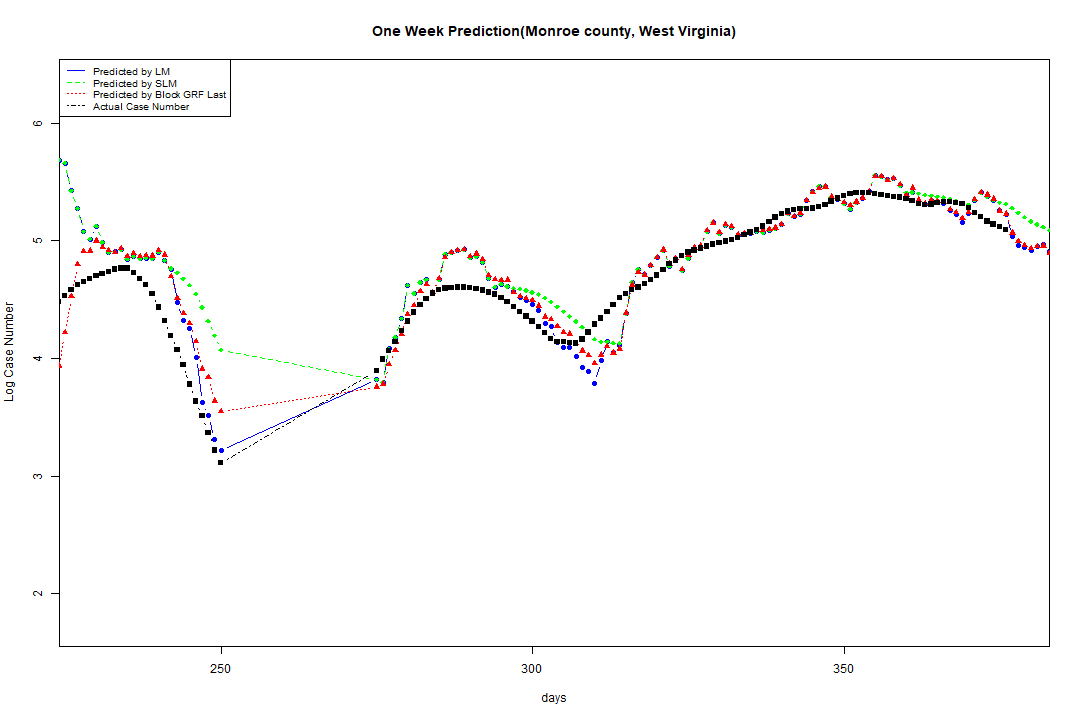 One Week Prediction(Monroe county, West Virginia)
Predicted by LM
Predicted by SLM
Predicted by Block GRF Last
Actual Case Number
Log Case Number
6
5
4
3
2
250
300
350
days